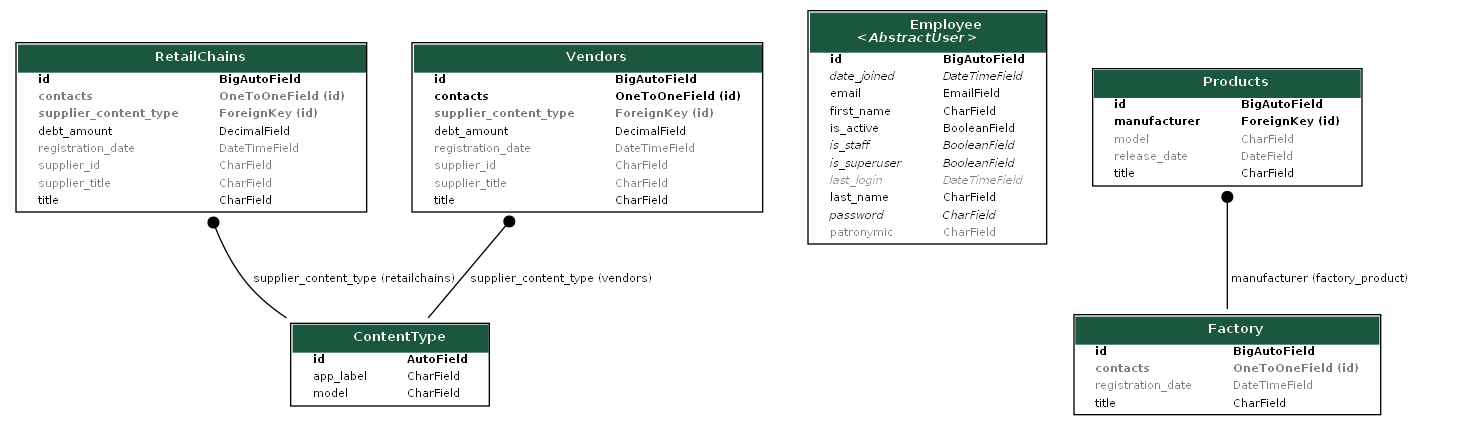 RetailChains
id BigAutoField
contacts OneToOneField (id)
supplier_content_type ForeignKey (id)
debt_amount DecimalField
registration_date DateTimeField
supplier_id CharField
supplier_title CharField
title CharField
Vendors
id BigAutoField
contacts OneToOneField (id)
supplier_content_type ForeignKey (id)
debt_amount DecimalField
registration_date DateTimeField
supplier_id CharField
supplier_title CharField
title CharField
Employee
<AbstractUser>
id BigAutoField
date_joined DateTimeField
email EmailField
first_name CharField
is_active BooleanField
is_staff BooleanField
is_superuser BooleanField
last_login DateTimeField
last_name CharField
password CharField
patronymic CharField
Products
id BigAutoField
manufacturer ForeignKey (id)
model CharField
release_date DateField
title CharField
supplier_content_type (retailchains)
supplier_content_type (vendors)
manufacturer (factory_product)
ContentType
id AutoField
app_label CharField
model CharField
Factory
id BigAutoField
contacts OneToOneField (id)
registration_date DateTimeField
title CharField